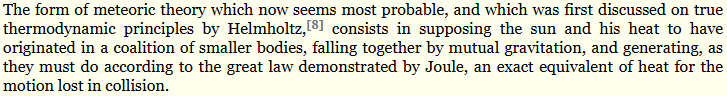 The form of meteoric theory which now seems most probable, and which was first discussed on true
thermodynamic principles by Helmholtz,[8] consists in supposing the sun and his heat to have
originated in a coalition of smaller bodies, falling together by mutual gravitation, and generating, as
they must do according to the great law demonstrated by Joule, an exact equivalent of heat for the
motion lost in collision.